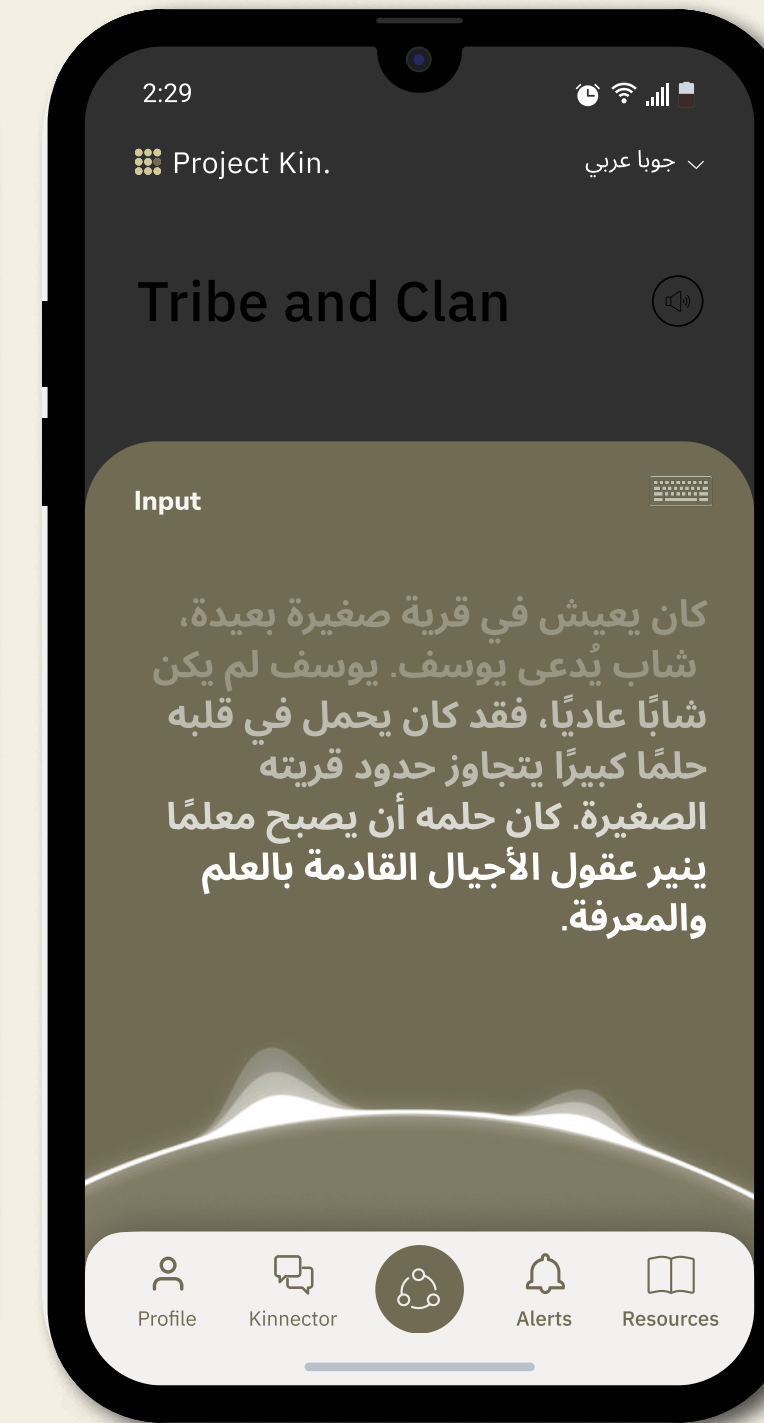 2:29
Project Kin.
جوبا عربي
Tribe and Clan
Input
كان يعيش في قرية صغيرة بعيدة،
شاب يُدعى يوسف. يوسف لم يكن
شابًا عاديًا، فقد كان يحمل في قلبه
حلمًا كبيرًا يتجاوز حدود قريته
الصغيرة. كان حلمه أن يصبح معلمًا
ينير عقول الأجيال القادمة بالعلم
والمعرفة.
Profile
Kinnector
Alerts
Resources